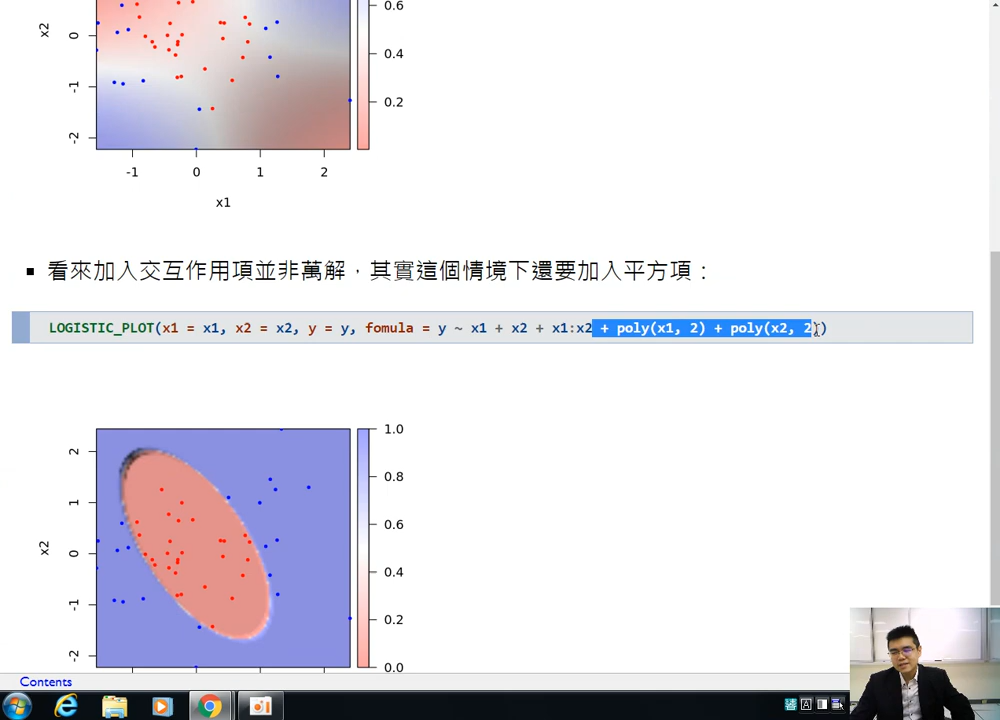 x2
0
-1
-2
0.6
0.4
0.2
-1 0 1 2
x1
▪ 看來加入交互作用項並非萬解，其實這個情境下還要加入平方項：
LOGISTIC_PLOT(x1 = x1, x2 = x2, y = y, fomula = y ~ x1 + x2 + x1:x2 + poly(x1, 2) + poly(x2, 2))
x2
2
1
0
-1
-2
1.0
0.8
0.6
0.4
0.2
0.0
Contents